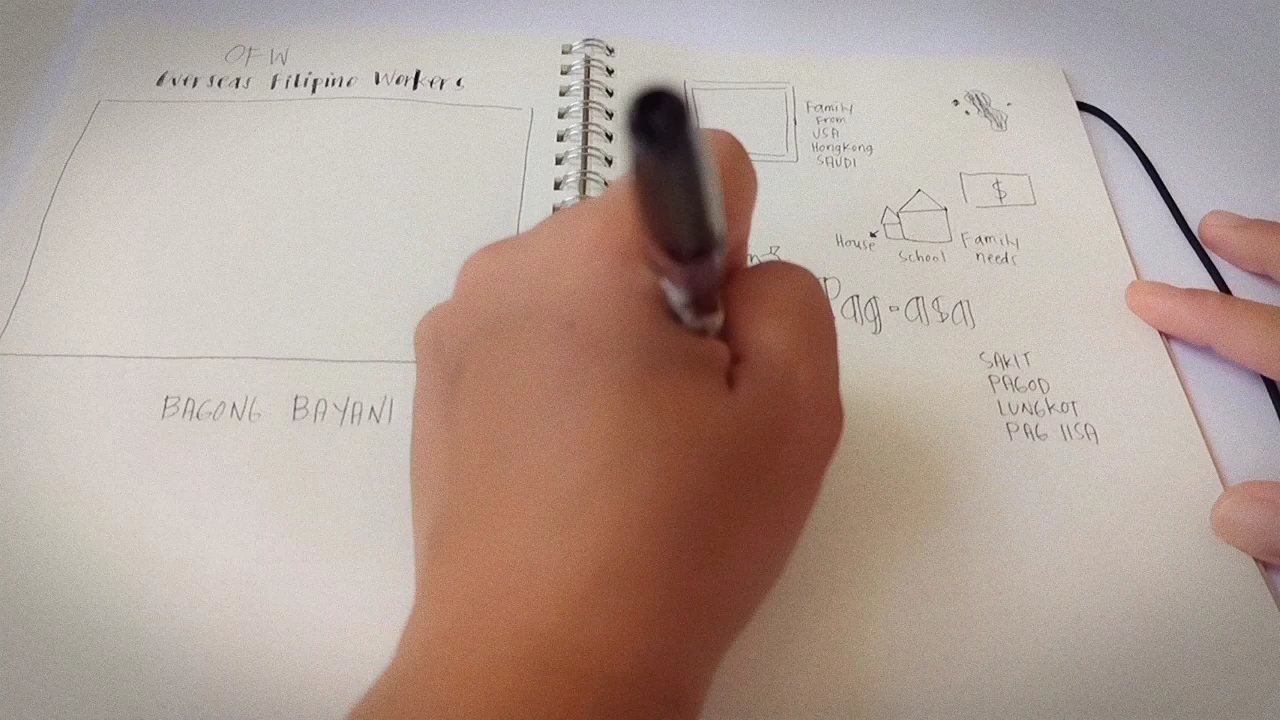 OFW
Overseas Filipino Workers
BAGONG BAYANI
Family
From
USA
Hongkong
SAUDI
$
House
School
Family
needs
Pag-asa
SAKIT
PAGOD
LUNGKOT
PAG IISA